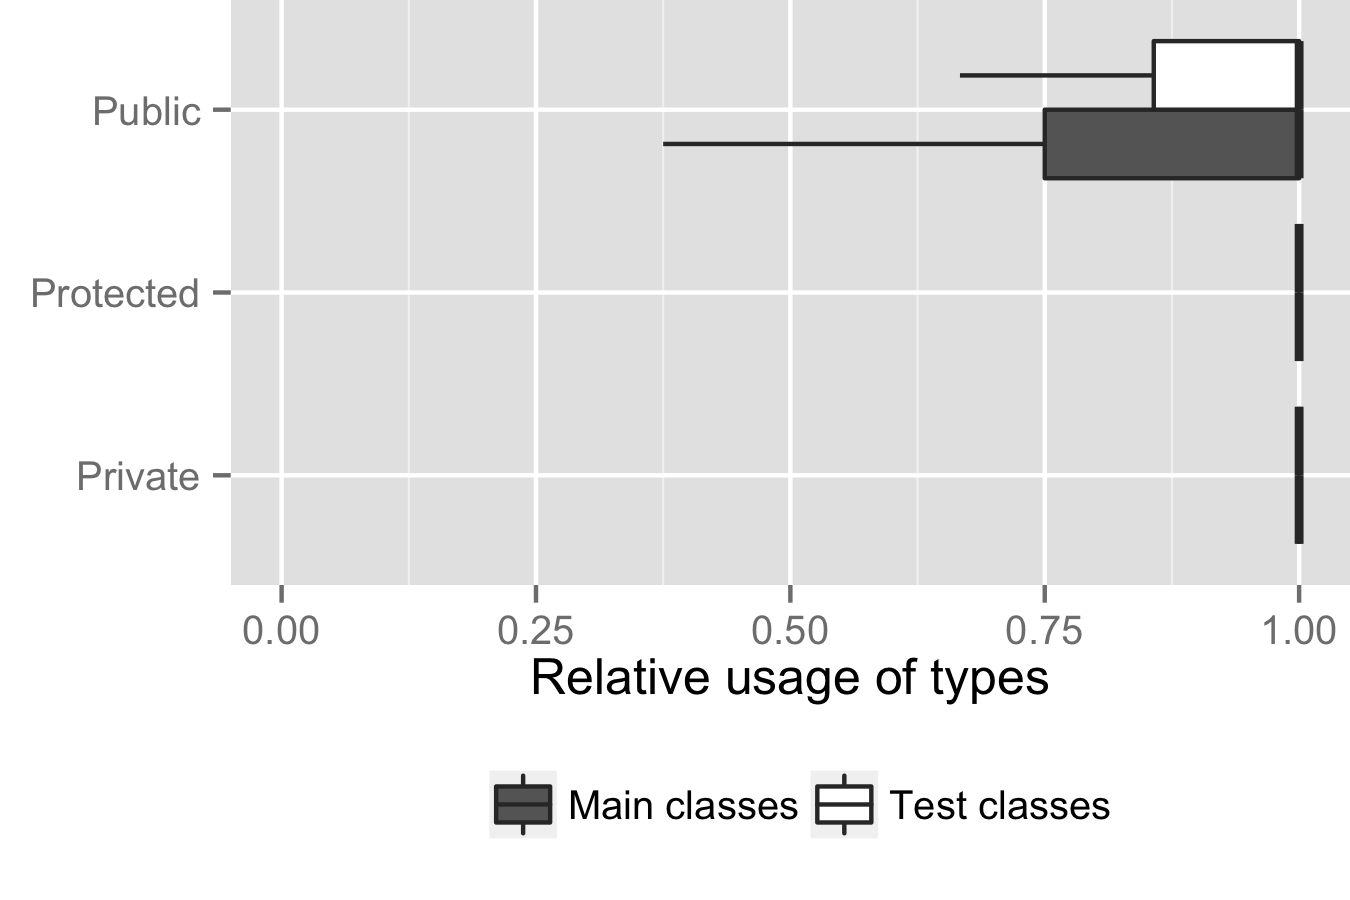 Public
Protected
Private
0.00 0.25 0.50 0.75 1.00
Relative usage of types
Main classes Test classes